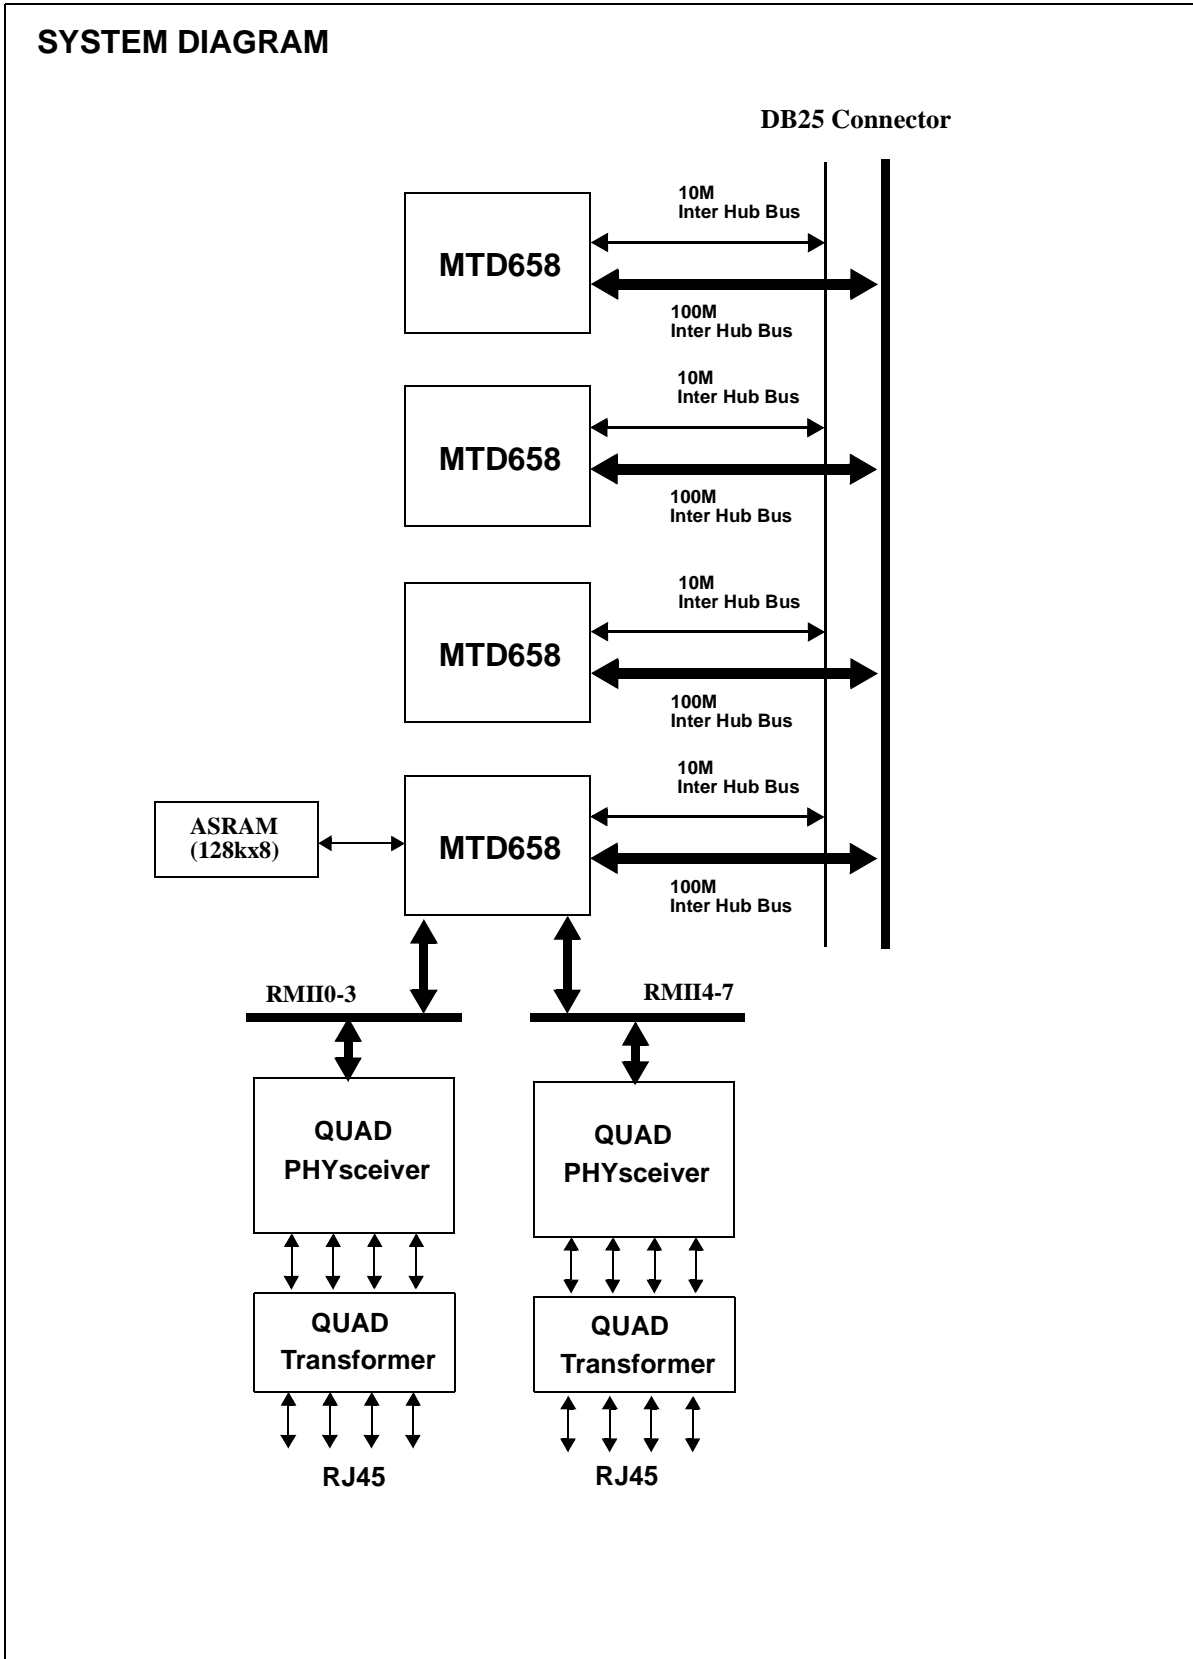 SYSTEM DIAGRAM
DB25 Connector
10M
Inter Hub Bus
MTD658
100M
Inter Hub Bus
10M
Inter Hub Bus
MTD658
100M
Inter Hub Bus
10M
Inter Hub Bus
MTD658
100M
Inter Hub Bus
10M
Inter Hub Bus
ASRAM
(128kx8)
MTD658
100M
Inter Hub Bus
RMII0-3
RMII4-7
QUAD
PHYsceiver
QUAD
PHYsceiver
QUAD
Transformer
QUAD
Transformer
RJ45
RJ45